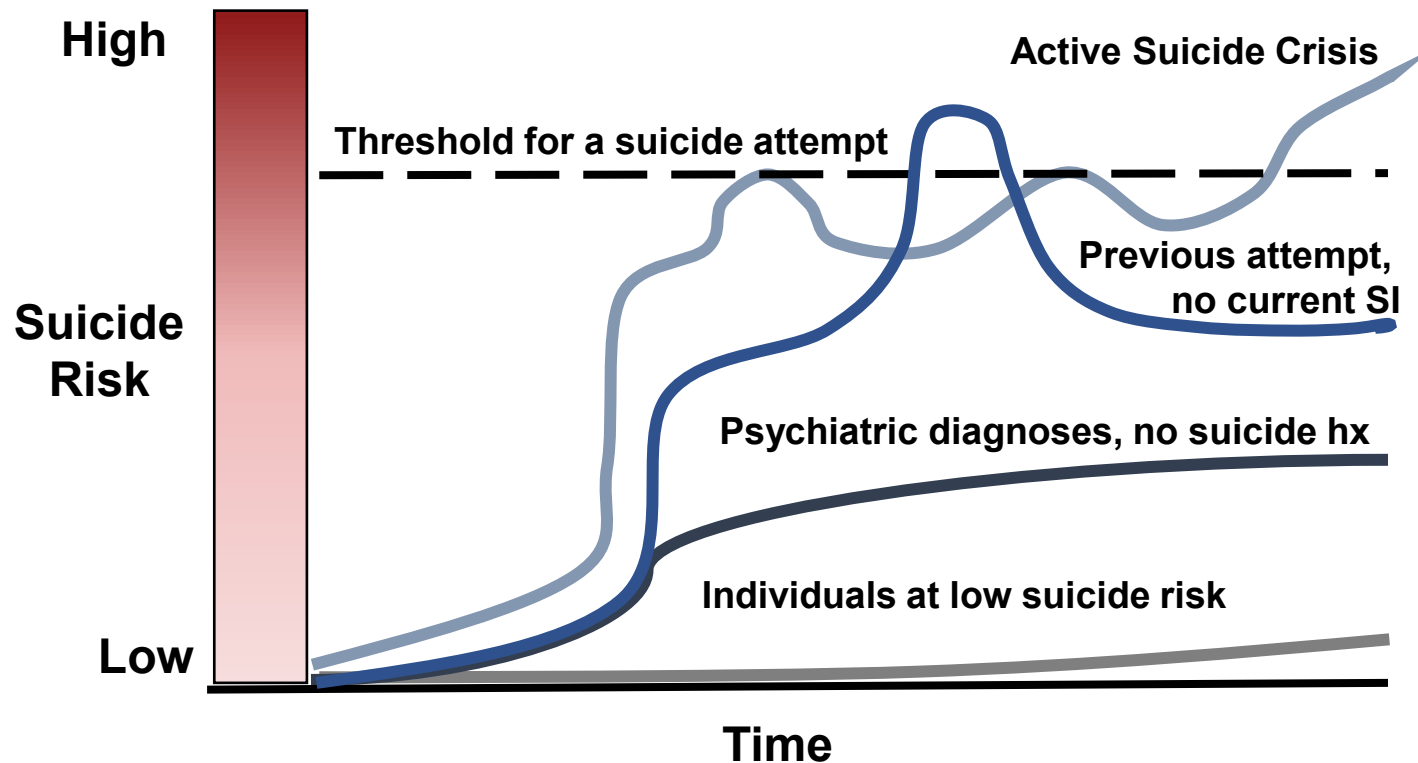 High
Active Suicide Crisis
Threshold for a suicide attempt
Previous attempt,
no current SI
Suicide
Risk
Psychiatric diagnoses, no suicide hx
Individuals at low suicide risk
Low
Time